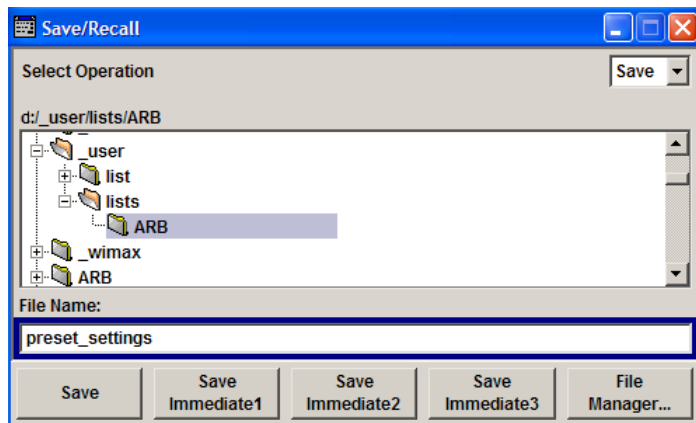 Save/Recall
Select Operation
Save
d:/_user/lists/ARB
_user
list
lists
ARB
_wimax
ARB
File Name:
preset_settings
Save
Save Immediate1
Save Immediate2
Save Immediate3
File Manager...